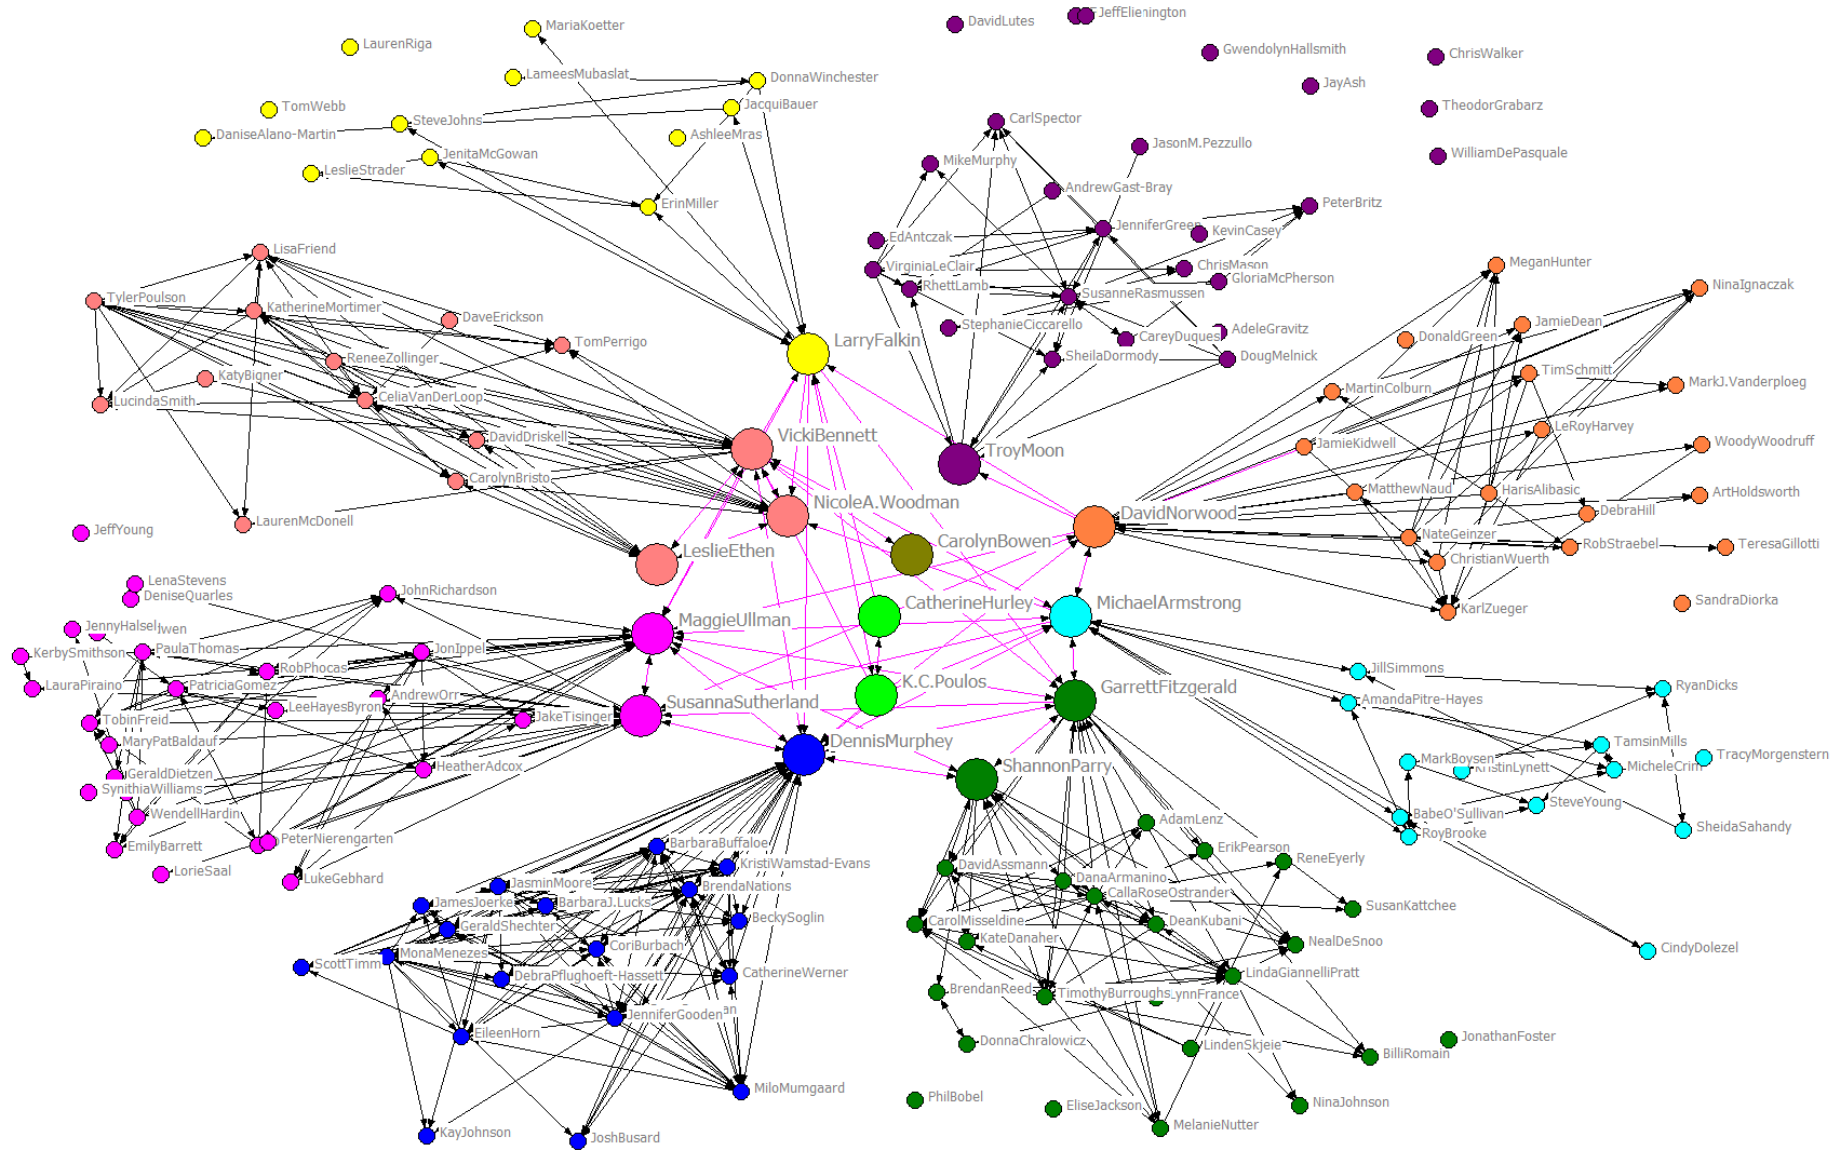 DavidLutes
JeffElienington
MariaKoetter
LaurenRiga
GwendolynHallsmith
ChrisWalker
LameesMubaslat
DonnaWinchester
JayAsh
TomWebb
JacquiBauer
TheodorGrabarz
SteveJohns
CarlSpector
DaniseAlano-Martin
AshleeMras
JasonM.Pezzullo
JenitaMcGowan
MikeMurphy
WilliamDePasquale
LeslieStrader
AndrewGast-Bray
ErinMiller
PeterBritz
JenniferGreen
KevinCasey
EdAntczak
LisaFriend
MeganHunter
VirginiaLeClair
ChrisMason
GloriaMcPherson
RhettLamb
NinaIgnaczak
SusanneRasmussen
TylerPoulson
KatherineMortimer
DaveErickson
JamieDean
StephanieCiccarello
AdeleGravitz
CareyDuques
DonaldGreen
LarryFalkin
TomPerrigo
SheilaDormody
DougMelnick
ReneeZollinger
TimSchmitt
KatyBigner
MarkJ.Vanderploeg
MartinColburn
CeliaVanDerLoop
LucindaSmith
LeRoyHarvey
VickiBennett
DavidDriskell
JamieKidwell
WoodyWoodruff
TroyMoon
CarolynBristo
MatthewNaud
HarisAlibasic
ArtHoldsworth
NicoleA.Woodman
DavidNorwood
DebraHill
LaurenMcDonell
JeffYoung
NateGeinzer
CarolynBowen
RobStraebel
TeresaGillotti
LeslieEthen
ChristianWuerth
LenaStevens
JohnRichardson
DeniseQuarles
SandraDiorka
CatherineHurley
MichaelArmstrong
KarlZueger
MaggieUllman
JennyHalsel
PaulaThomas
JonIppel
KerbySmithson
RobPhocas
JillSimmons
LauraPiraino
PatriciaGomez
K.C.Poulos
GarrettFitzgerald
RyanDicks
AndrewOrr
AmandaPitre-Hayes
LeeHayesByron
SusannaSutherland
TobinFreid
JakeTisinger
MaryPatBaldauf
DennisMurphey
TamsinMills
TracyMorgenstern
MarkBoysen
ShannonParry
HeatherAdcox
MicheleCrim
GeraldDietzen
SynithiaWilliams
SteveYoung
WendellHardin
BabeO'Sullivan
AdamLenz
SheidaSahandy
RoyBrooke
PeterNierengarten
BarbaraBuffaloe
EmilyBarrett
ErikPearson
ReneEyerly
KristiWamstad-Evans
DavidAssmann
LorieSaal
LukeGebhard
DanaArmanino
JasminMoore
BrendaNations
CallaRoseOstrander
JamesJoerke
BarbaraJ.Lucks
SusanKattchee
BeckySoglin
CarolMisseldine
DeanKubani
GeraldShechter
KateDanaher
NealDeSnoo
CoriBurbach
CindyDolezel
MonaMenezes
ScottTimm
CatherineWerner
LindaGiannelliPratt
DebraPflughoeft-Hassett
BrendanReed
TimothyBurroughs
LynnFrance
JenniferGooden
EileenHorn
JonathanFoster
DonnaChralowicz
LindenSkjeie
BilliRomain
MiloMumgaard
PhilBobel
EliseJackson
NinaJohnson
MelanieNutter
KayJohnson
JoshBusard